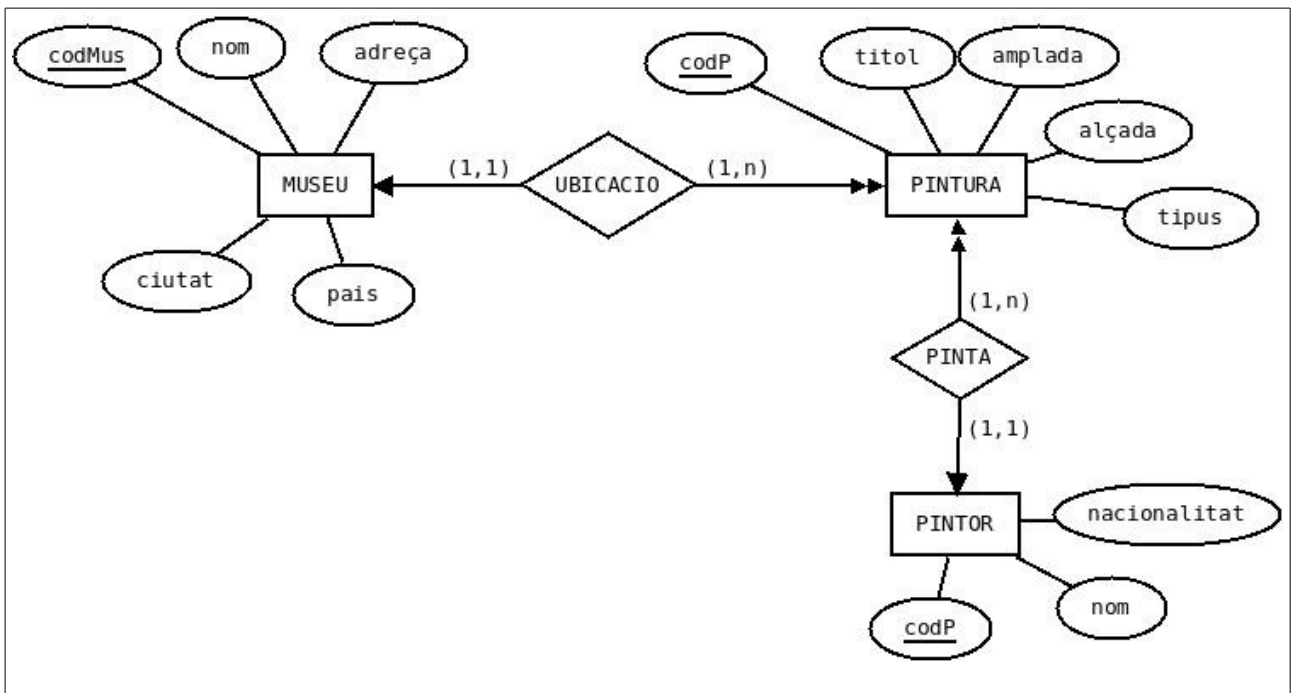 codMus
nom
adreça
MUSEU
ciutat
pais
(1,1)
UBICACIO
(1,n)
codP
titol
amplada
alçada
PINTURA
tipus
(1,n)
PINTA
(1,1)
PINTOR
nacionalitat
nom
codP